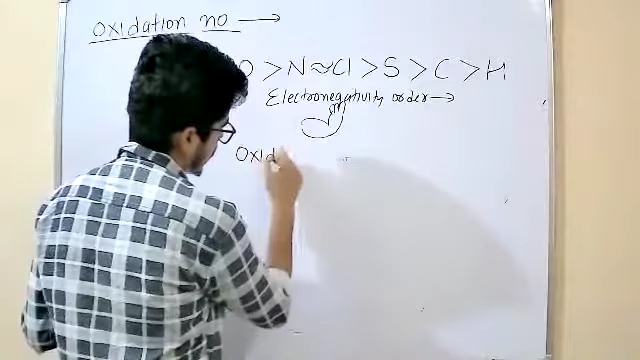 Oxidation no →
O > N ≈ Cl > S > C > H
Electronegativity order →
Oxid